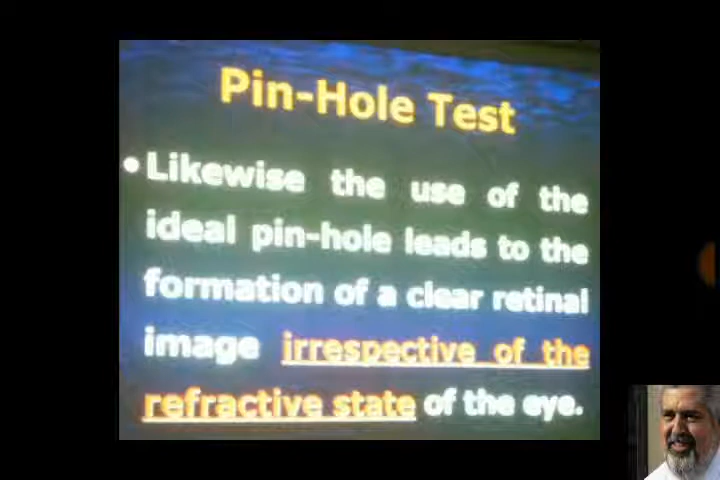 Pin-Hole Test
• Likewise the use of the
ideal pin-hole leads to the
formation of a clear retinal
image irrespective of the
refractive state of the eye.